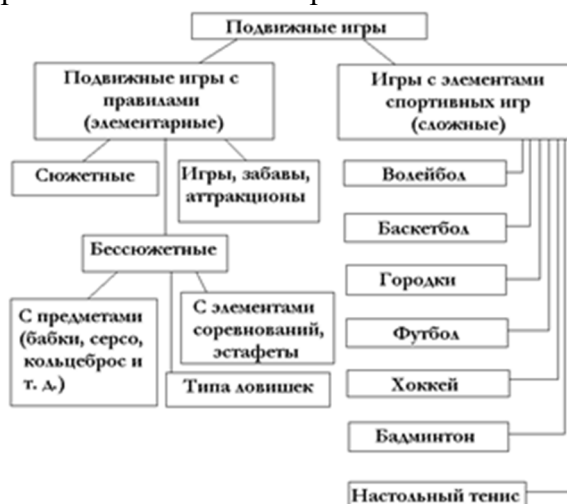 Подвижные игры
Подвижные игры с
правилами
(элементарные)
Игры с элементами
спортивных игр
(сложные)
Сюжетные
Игры, забавы,
аттракционы
Бессюжетные
С предметами
(бабки, серсо,
кольцеброс и
т. д.)
С элементами
соревнований,
эстафеты
Типа ловишек
Волейбол
Баскетбол
Городки
Футбол
Хоккей
Бадминтон
Настольный тенис